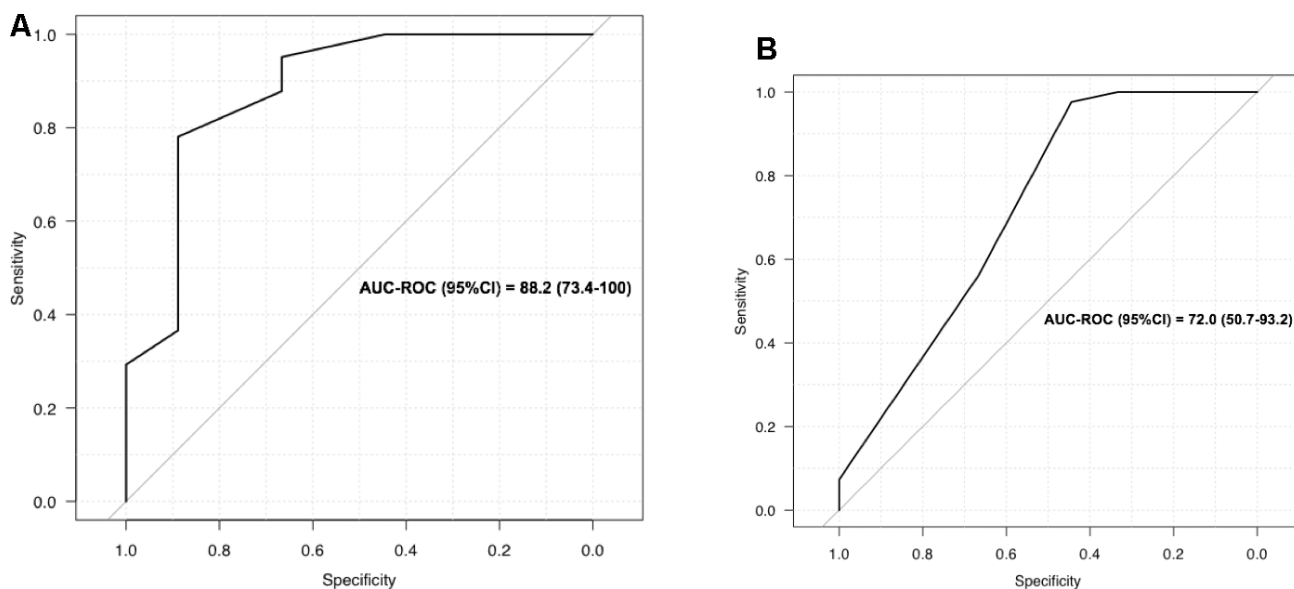 A
1.0
0.8
0.6
0.4
0.2
0.0
Sensitivity
AUC-ROC (95%CI) = 88.2 (73.4-100)
1.0 0.8 0.6 0.4 0.2 0.0
Specificity
B
1.0
0.8
0.6
0.4
0.2
0.0
Sensitivity
AUC-ROC (95%CI) = 72.0 (50.7-93.2)
1.0 0.8 0.6 0.4 0.2 0.0
Specificity